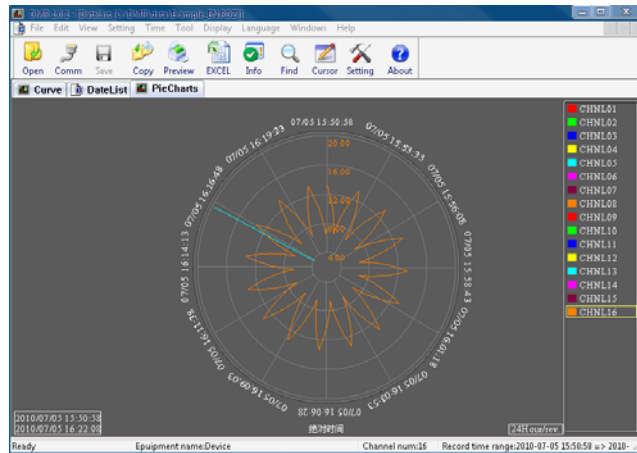 File Edit View Setting Time Tool Display Language Windows Help
Open Comm Save Copy Preview EXCEL Info Find Cursor Setting About
Curve DateList PicCharts
07/05 15:50:58
07/05 15:53:33
07/05 15:56:08
07/05 15:58:43
07/05 16:01:18
07/05 16:03:53
07/05 16:06:28
07/05 16:09:03
07/05 16:11:38
07/05 16:14:13
07/05 16:16:48
07/05 16:19:23
20.00
16.00
12.00
8.00
4.00
绝对时间
CHNL01
CHNL02
CHNL03
CHNL04
CHNL05
CHNL06
CHNL07
CHNL08
CHNL09
CHNL10
CHNL11
CHNL12
CHNL13
CHNL14
CHNL15
CHNL16
2010/07/05 15:50:58
2010/07/05 16:22:08
24Hour/rev
Ready Epuipment name:Device Channel num:16 Record time range:2010-07-05 15:50:58 => 2010-